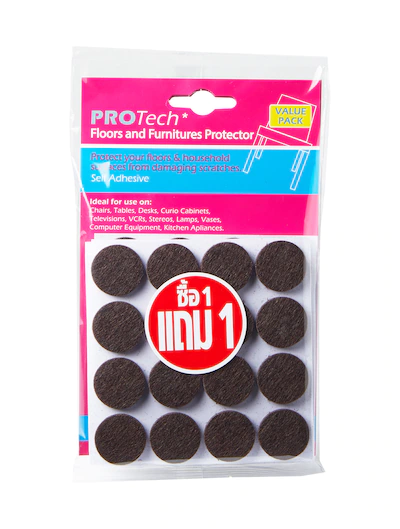 PROTech*
Floors and Furnitures Protector
VALUE
PACK
Protect your floors & household
surfaces from damaging scratches.
Self Adhesive
Ideal for use on:
Chairs, Tables, Desks, Curio Cabinets,
Televisions, VCRs, Stereos, Lamps, Vases,
Computer Equipment, Kitchen Apliances.
ซื้อ 1
แถม 1